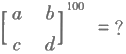 [ a b
c d ]^100 = ?